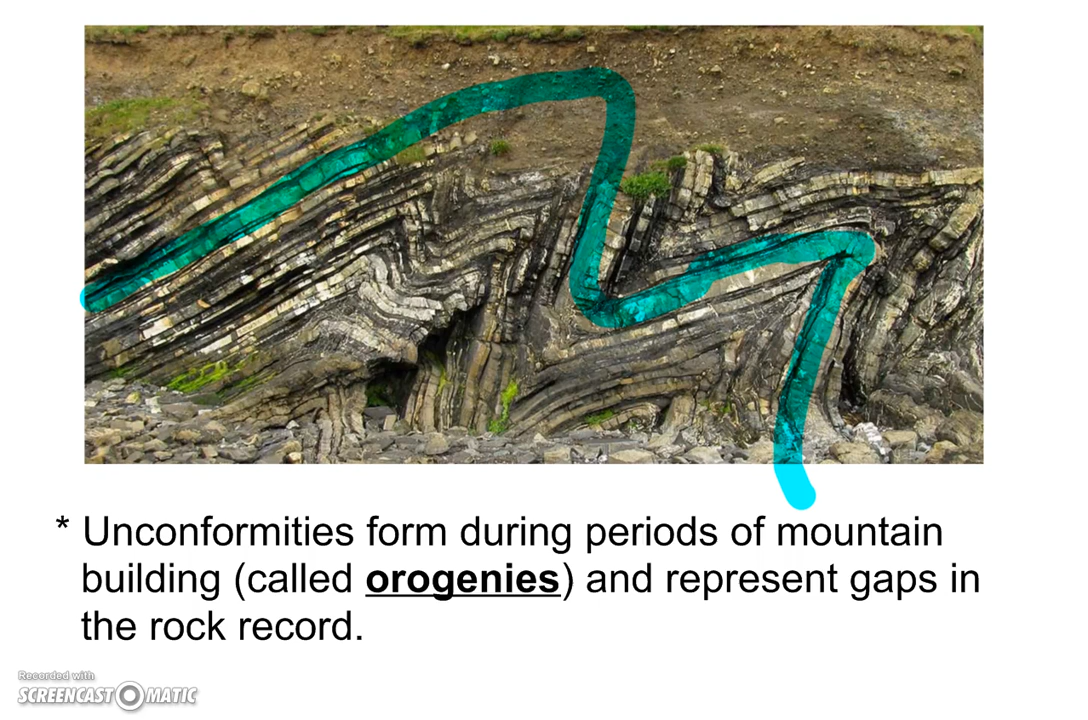 * Unconformities form during periods of mountain
building (called orogenies) and represent gaps in
the rock record.
Recorded with
SCREENCAST-O-MATIC